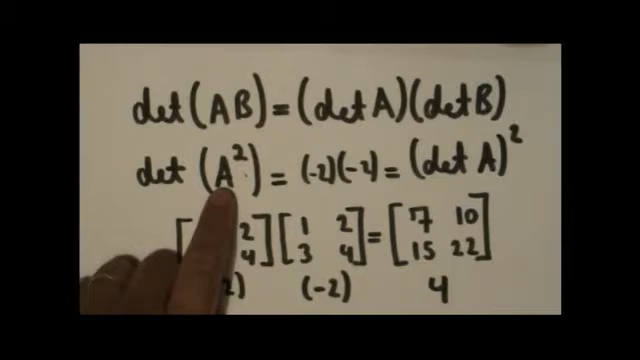 det(AB) = (det A)(det B)
det (A²) = (-2)(-2) = (det A)²
[ 2 [1 2 = [7 10
4] 3 4] 15 22]
2) (-2) 4